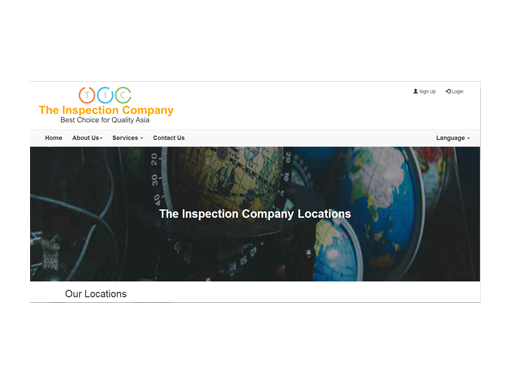 TIC
The Inspection Company
Best Choice for Quality Asia
Sign Up Login
Home About Us Services Contact Us Language
20
30
40
The Inspection Company Locations
Our Locations